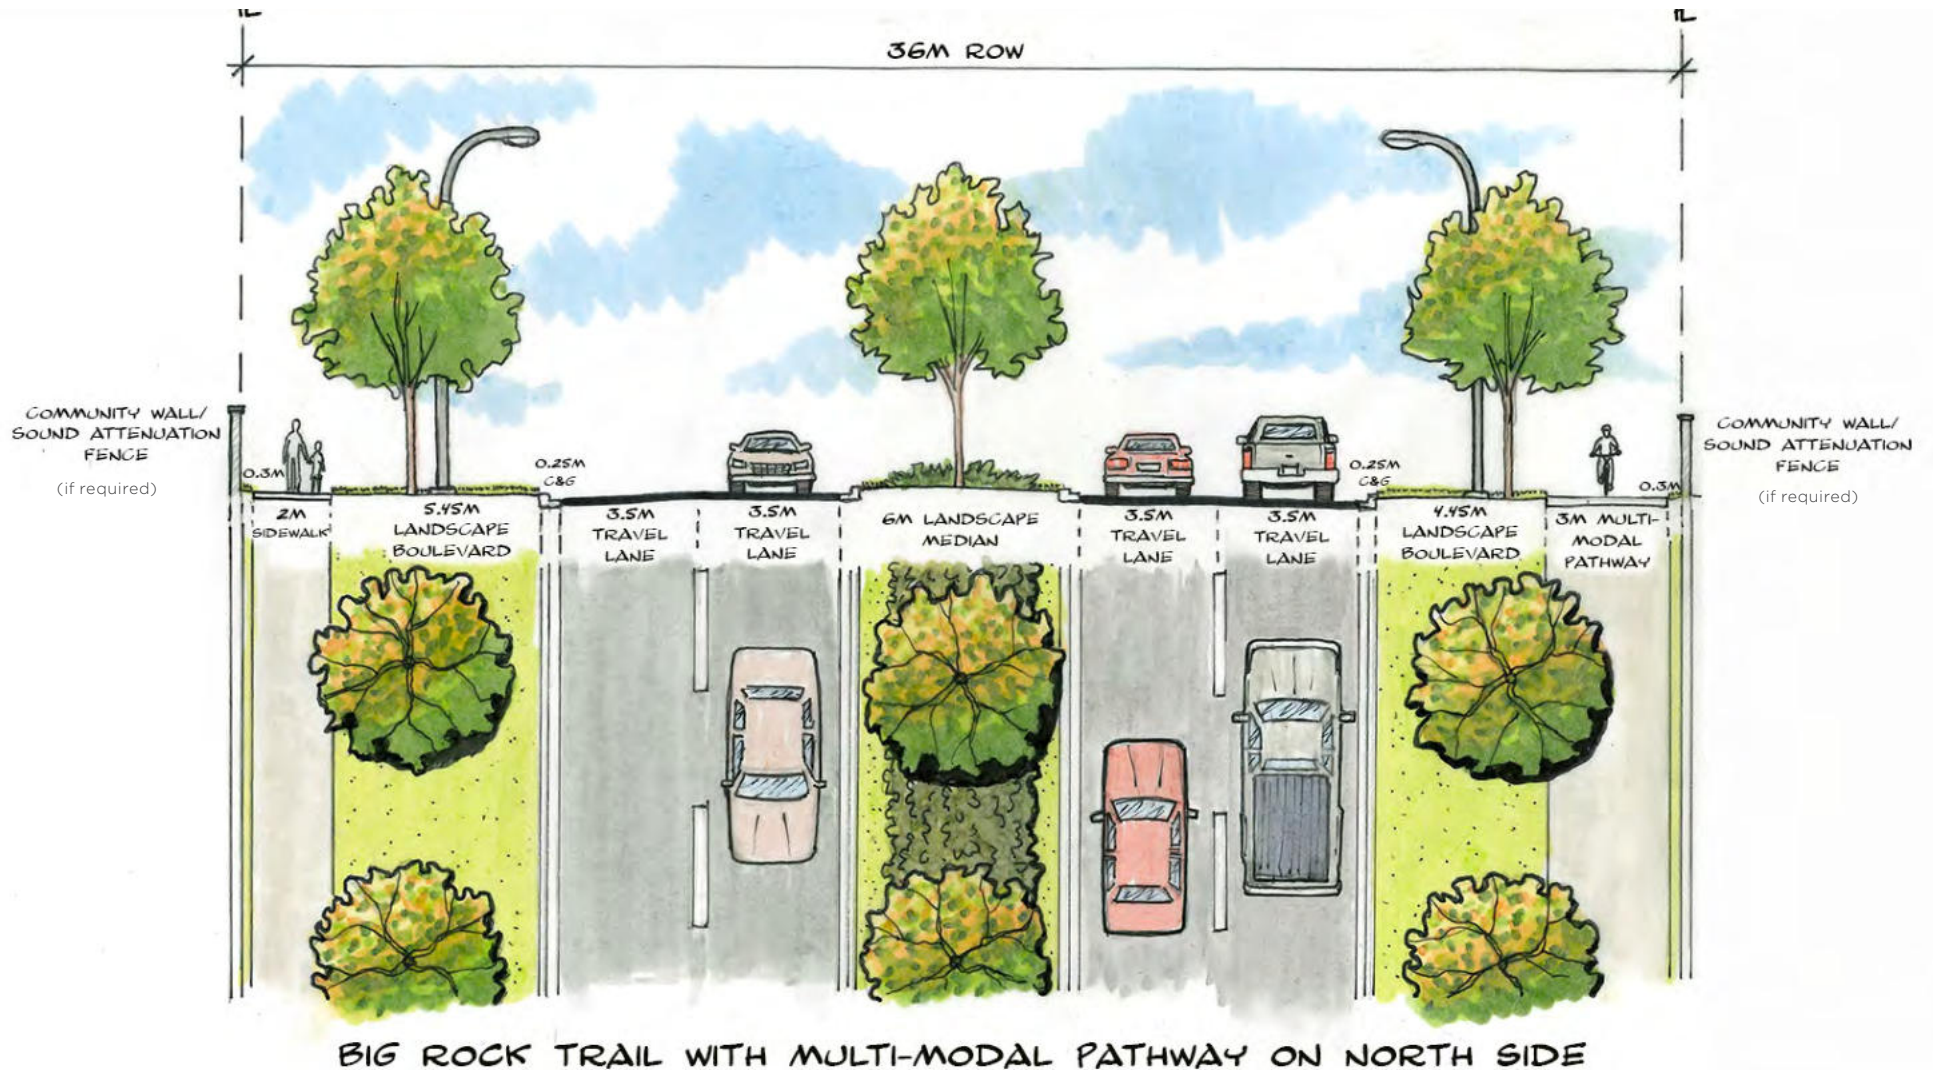 36M ROW
COMMUNITY WALL/
SOUND ATTENUATION
FENCE
(if required)
0.3M
0.25M
C&G
0.25M
C&G
0.3M
COMMUNITY WALL/
SOUND ATTENUATION
FENCE
(if required)
2M
SIDEWALK
5.45M
LANDSCAPE
BOULEVARD
3.5M
TRAVEL
LANE
3.5M
TRAVEL
LANE
6M LANDSCAPE
MEDIAN
3.5M
TRAVEL
LANE
3.5M
TRAVEL
LANE
4.45M
LANDSCAPE
BOULEVARD
3M MULTI-
MODAL
PATHWAY
BIG ROCK TRAIL WITH MULTI-MODAL PATHWAY ON NORTH SIDE